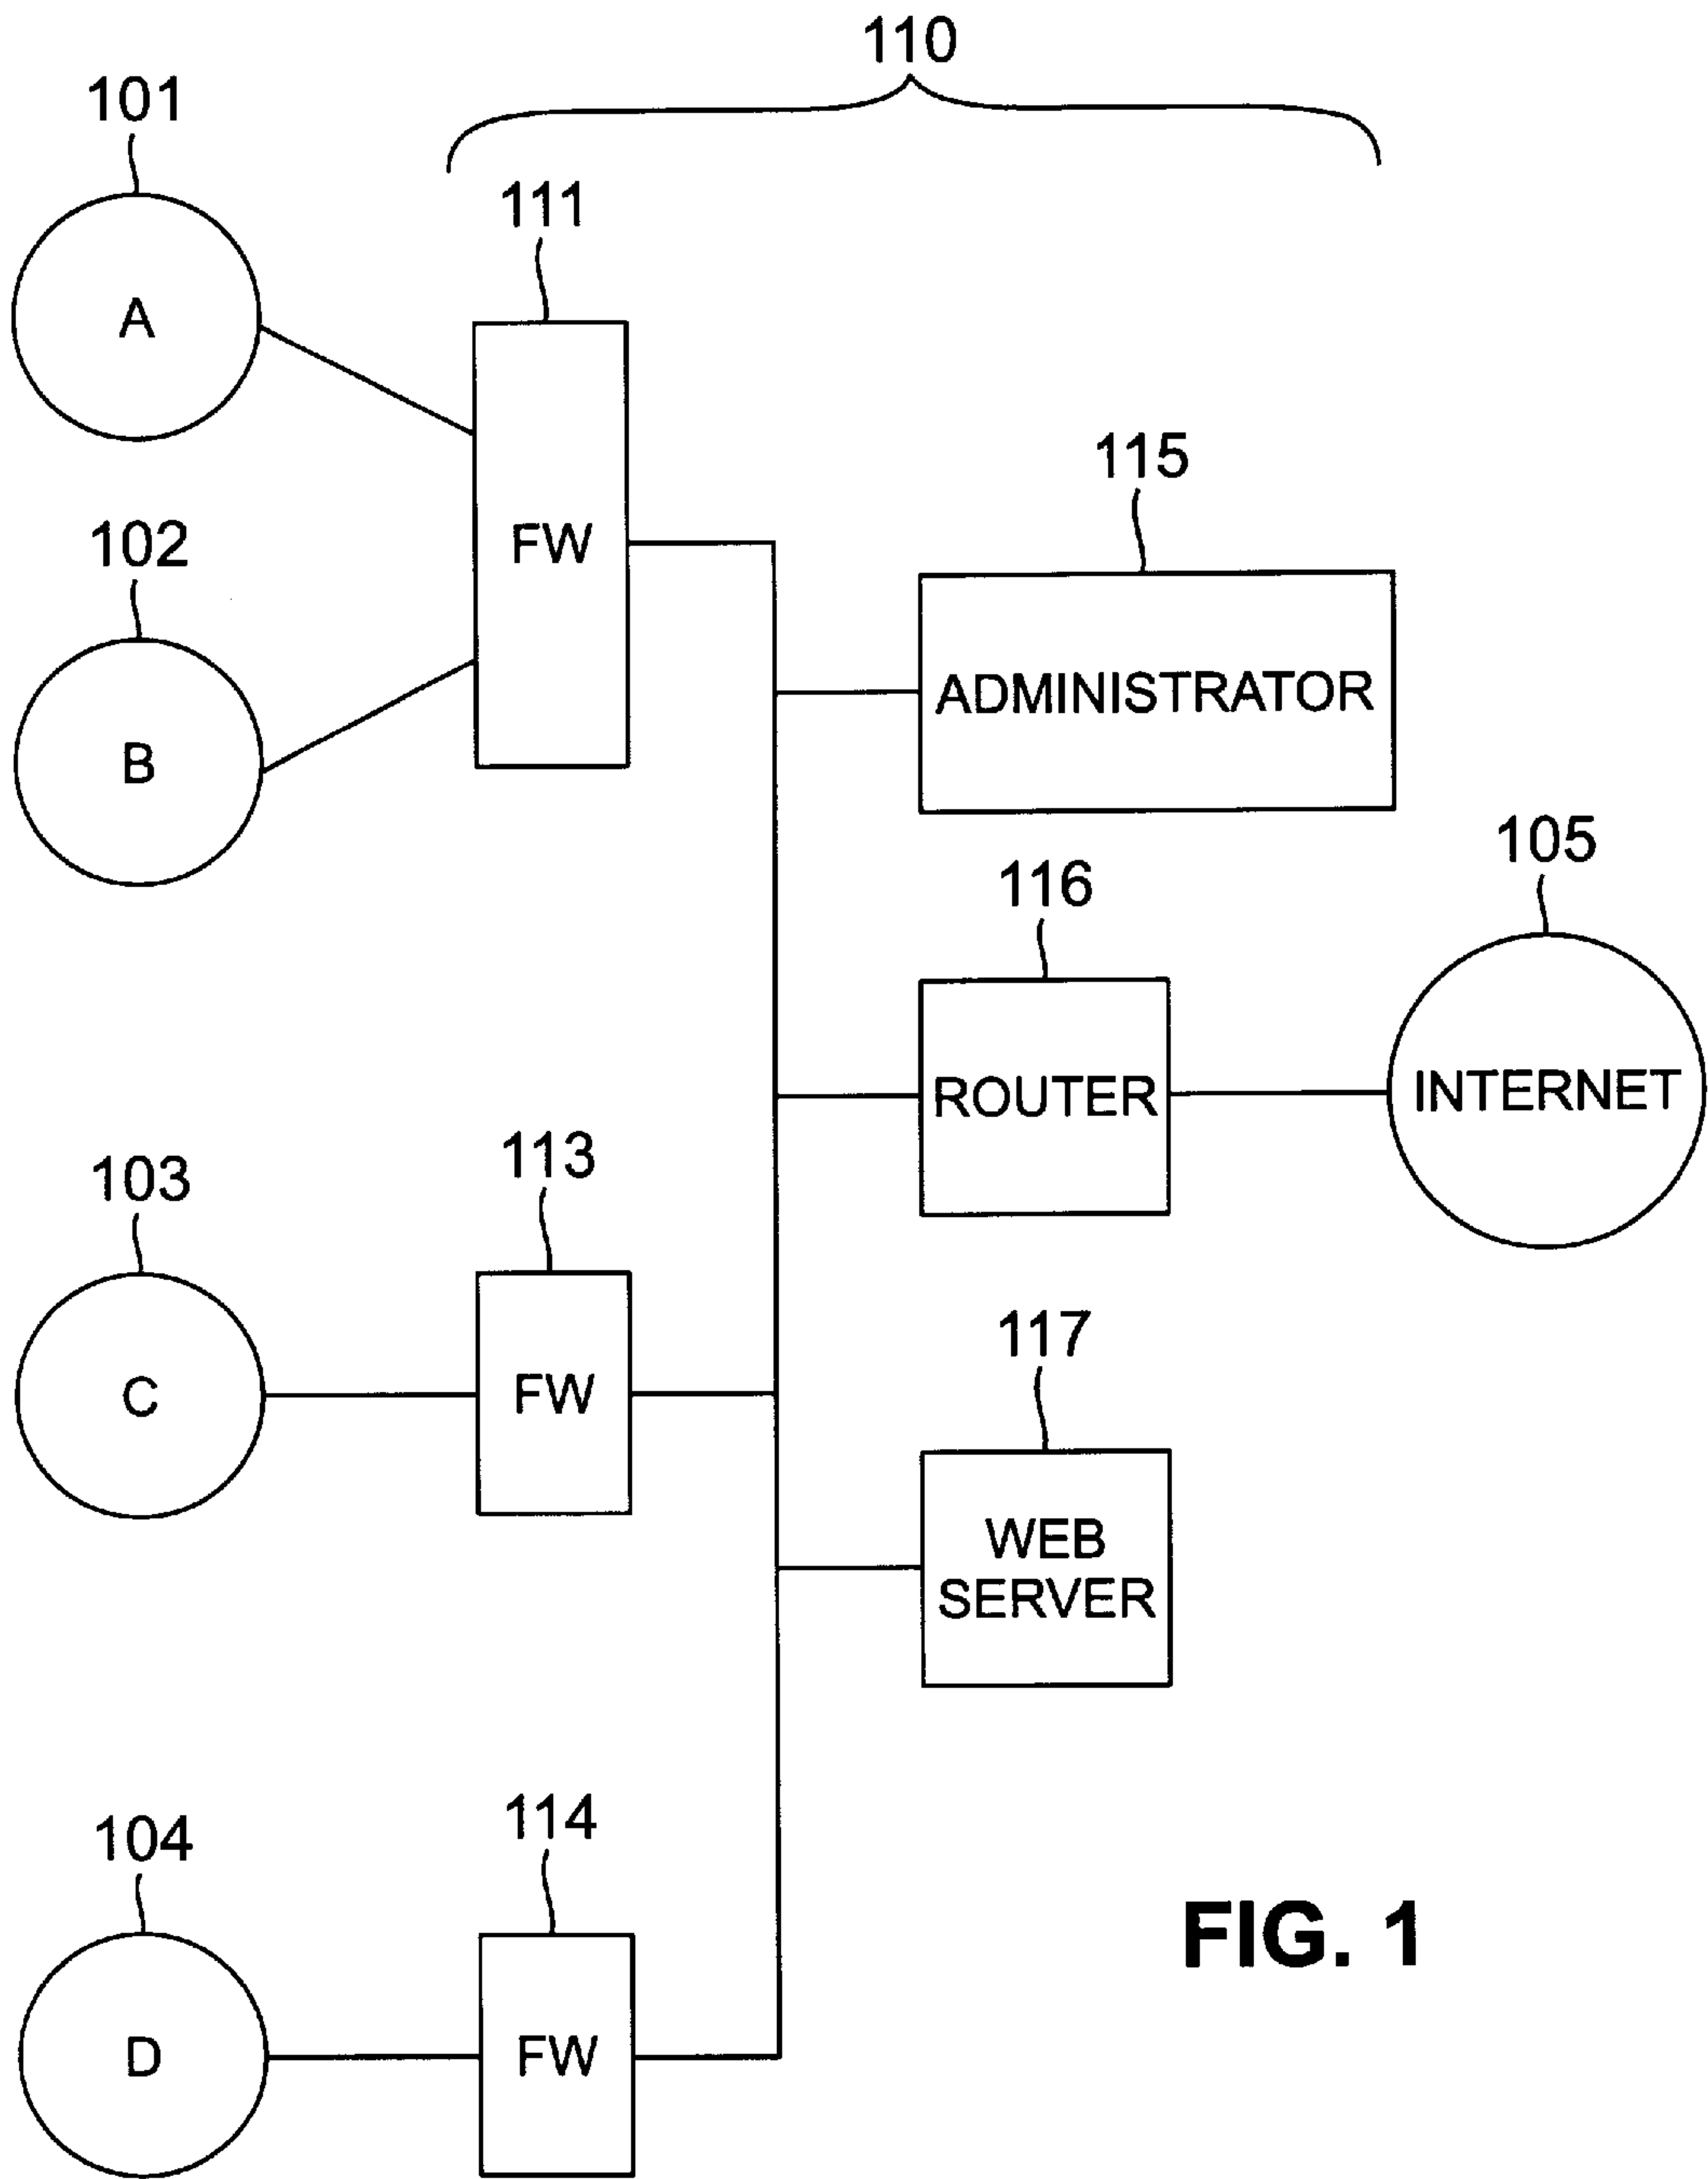 110
101
111
A
115
102
FW
ADMINISTRATOR
B
105
116
ROUTER
INTERNET
113
103
117
C
FW
WEB
SERVER
114
104
FIG. 1
D
FW